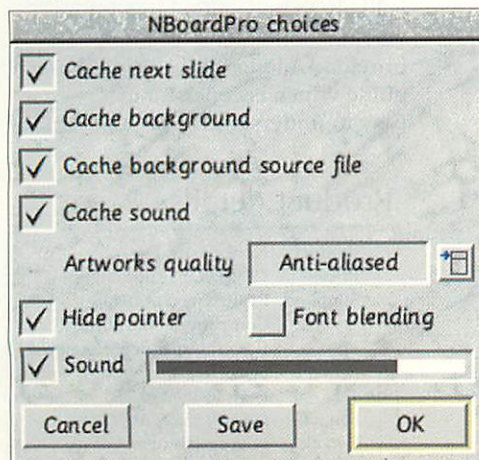 NBoardPro choices
Cache next slide
Cache background
Cache background source file
Cache sound
Artworks quality Anti-aliased
Hide pointer Font blending
Sound
Cancel Save OK